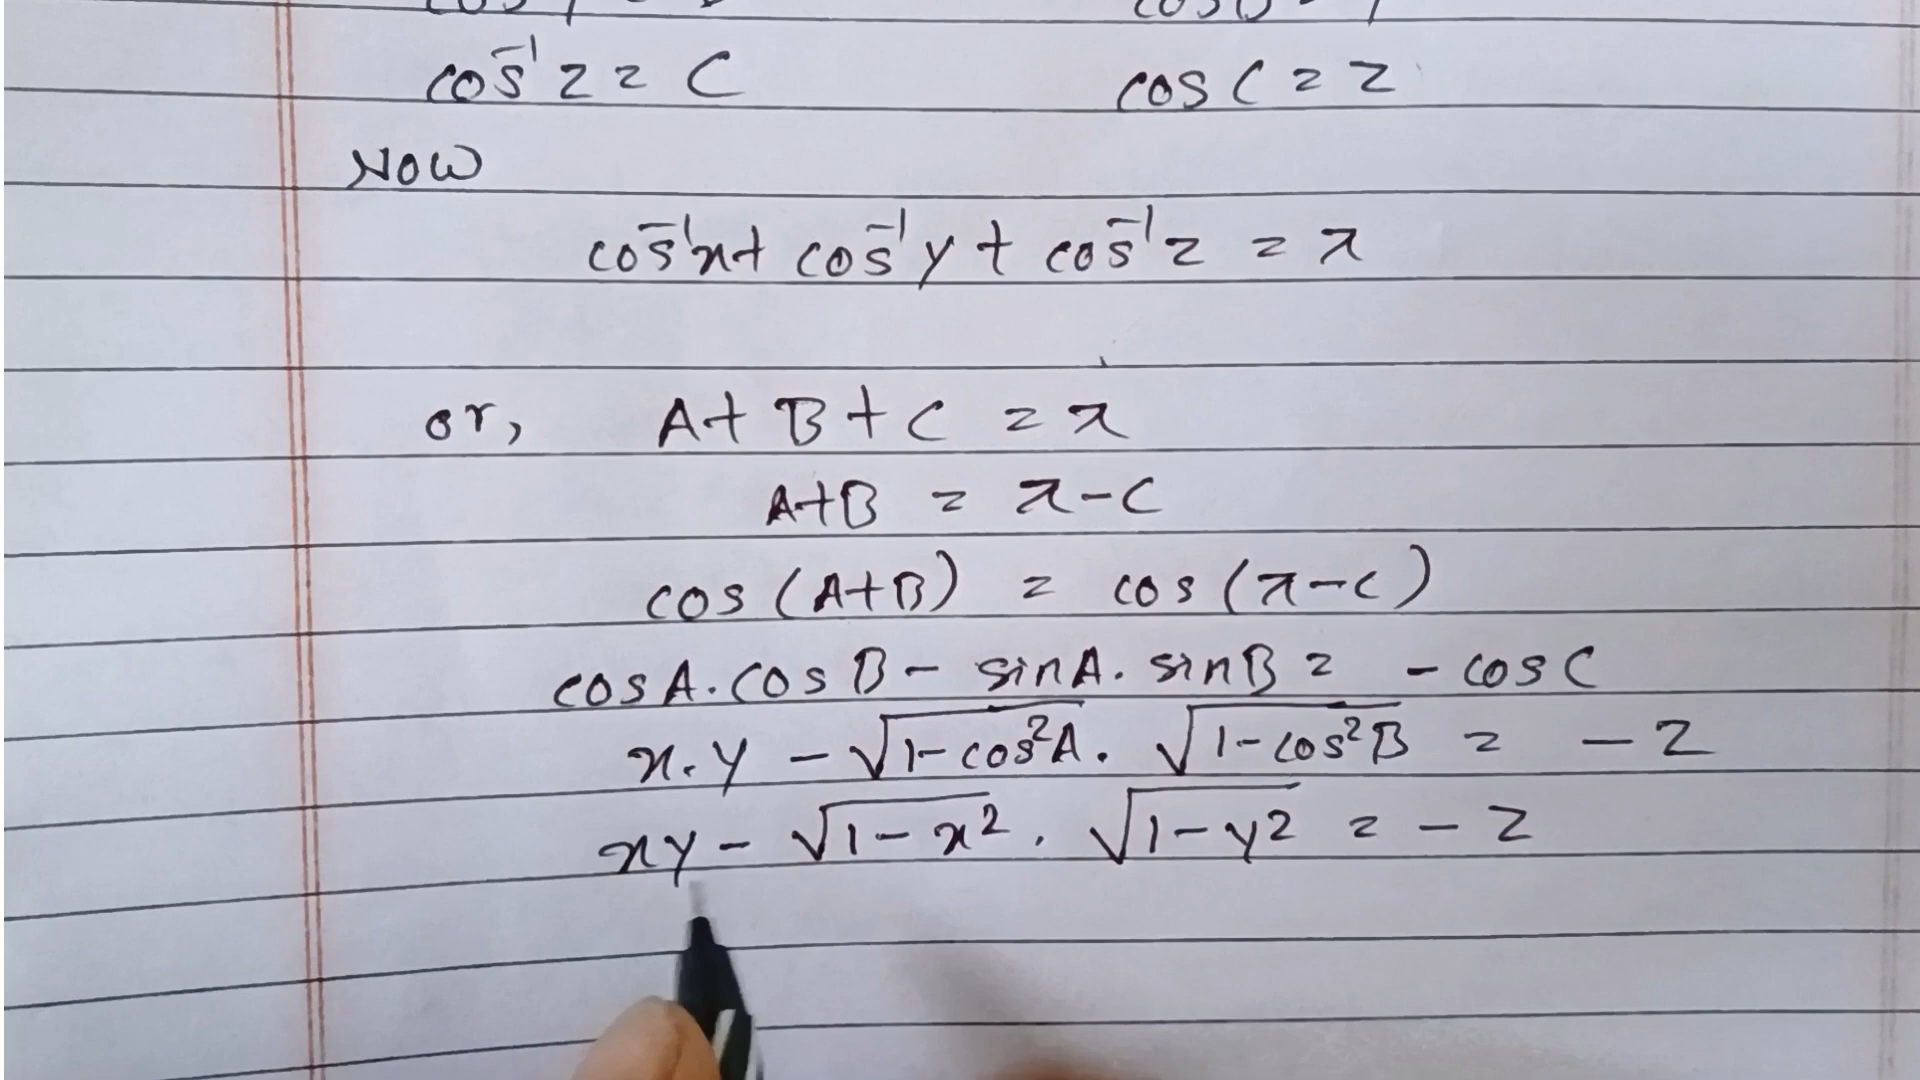 cos⁻¹z = C cos C = z
Now
cos⁻¹x + cos⁻¹y + cos⁻¹z = π
or, A + B + C = π
A+B = π-C
cos (A+B) = cos (π-C)
cos A . cos B - sin A . sin B = - cos C
x.y - √(1-cos²A) . √(1-cos²B) = - z
xy - √(1-x²) . √(1-y²) = - z